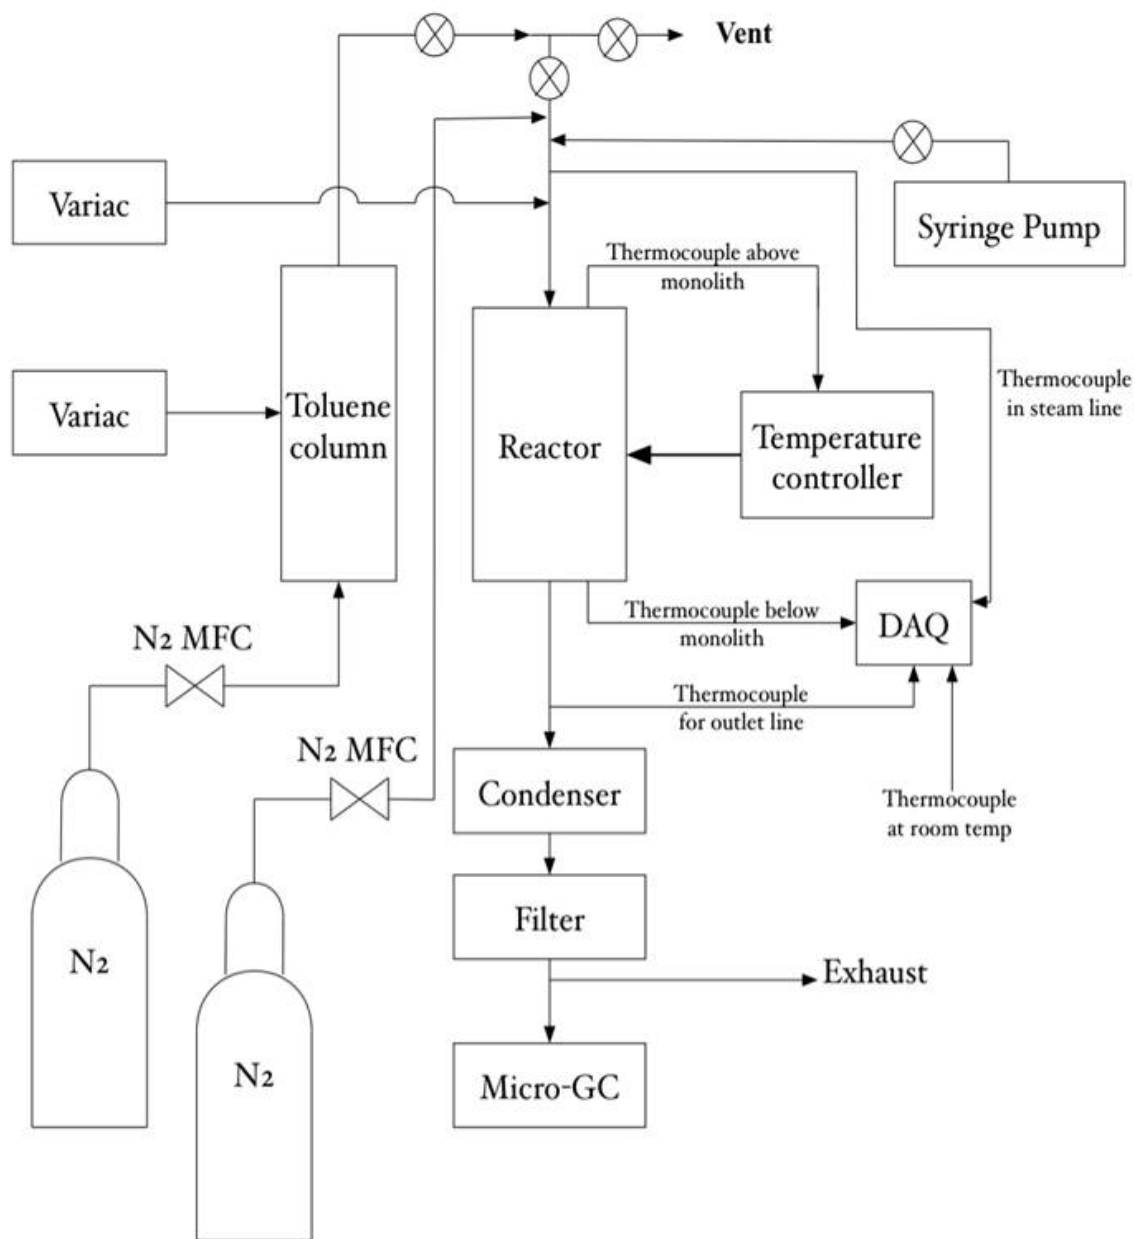 Vent
Variac
Syringe Pump
Thermocouple above
monolith
Thermocouple
in steam line
Variac
Toluene
column
Reactor
Temperature
controller
Thermocouple below
monolith
DAQ
N2 MFC
Thermocouple
for outlet line
N2 MFC
Condenser
Thermocouple
at room temp
Filter
N2
Exhaust
N2
Micro-GC